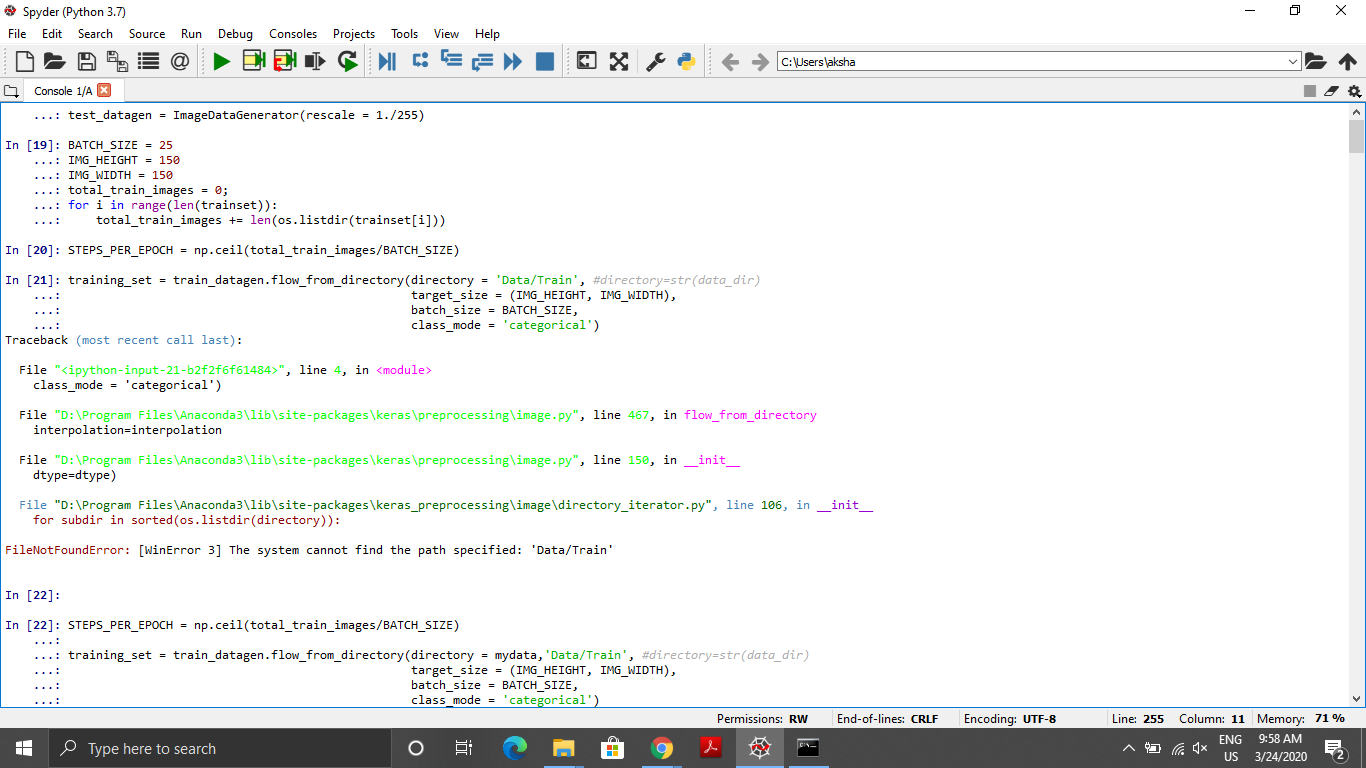 Spyder (Python 3.7)
File Edit Search Source Run Debug Consoles Projects Tools View Help
C:\Users\aksha
Console 1/A
...: test_datagen = ImageDataGenerator(rescale = 1./255)
In [19]: BATCH_SIZE = 25
...: IMG_HEIGHT = 150
...: IMG_WIDTH = 150
...: total_train_images = 0;
...: for i in range(len(trainset)):
...:     total_train_images += len(os.listdir(trainset[i]))
In [20]: STEPS_PER_EPOCH = np.ceil(total_train_images/BATCH_SIZE)
In [21]: training_set = train_datagen.flow_from_directory(directory = 'Data/Train', #directory=str(data_dir)
...:                                                  target_size = (IMG_HEIGHT, IMG_WIDTH),
...:                                                  batch_size = BATCH_SIZE,
...:                                                  class_mode = 'categorical')
Traceback (most recent call last):
File "<ipython-input-21-b2f2f6f61484>", line 4, in <module>
class_mode = 'categorical')
File "D:\Program Files\Anaconda3\lib\site-packages\keras\preprocessing\image.py", line 467, in flow_from_directory
interpolation=interpolation
File "D:\Program Files\Anaconda3\lib\site-packages\keras\preprocessing\image.py", line 150, in __init__
dtype=dtype)
File "D:\Program Files\Anaconda3\lib\site-packages\keras_preprocessing\image\directory_iterator.py", line 106, in __init__
for subdir in sorted(os.listdir(directory)):
FileNotFoundError: [WinError 3] The system cannot find the path specified: 'Data/Train'
In [22]:
In [22]: STEPS_PER_EPOCH = np.ceil(total_train_images/BATCH_SIZE)
...:
...: training_set = train_datagen.flow_from_directory(directory = mydata,'Data/Train', #directory=str(data_dir)
...:                                                  target_size = (IMG_HEIGHT, IMG_WIDTH),
...:                                                  batch_size = BATCH_SIZE,
...:                                                  class_mode = 'categorical')
Permissions: RW End-of-lines: CRLF Encoding: UTF-8 Line: 255 Column: 11 Memory: 71 %
Type here to search
ENG
US
9:58 AM
3/24/2020
2